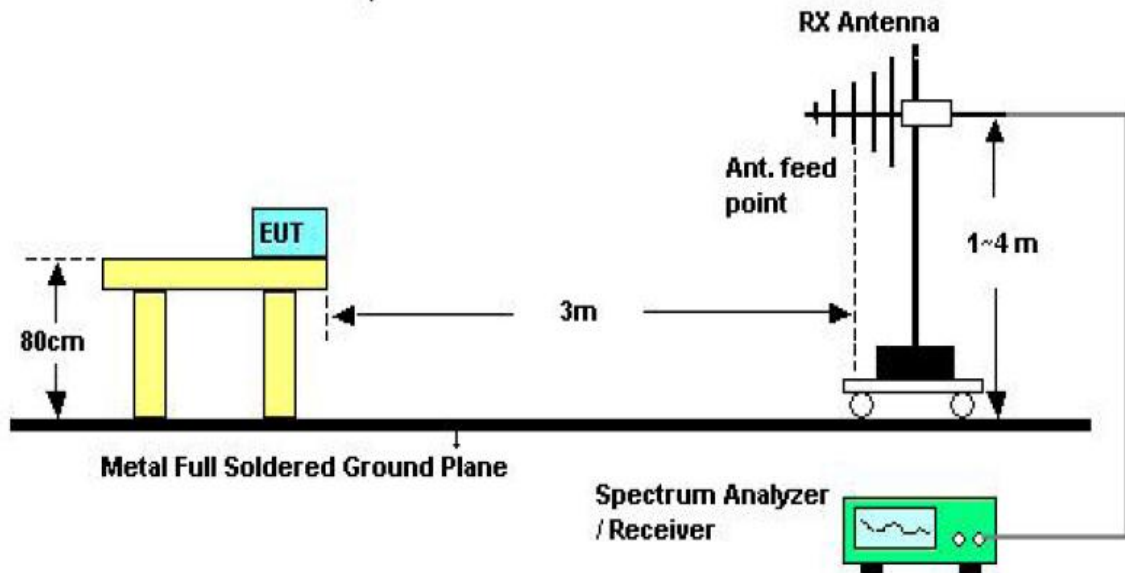 RX Antenna
Ant. feed
point
EUT
1~4 m
3m
80cm
Metal Full Soldered Ground Plane
Spectrum Analyzer
/ Receiver